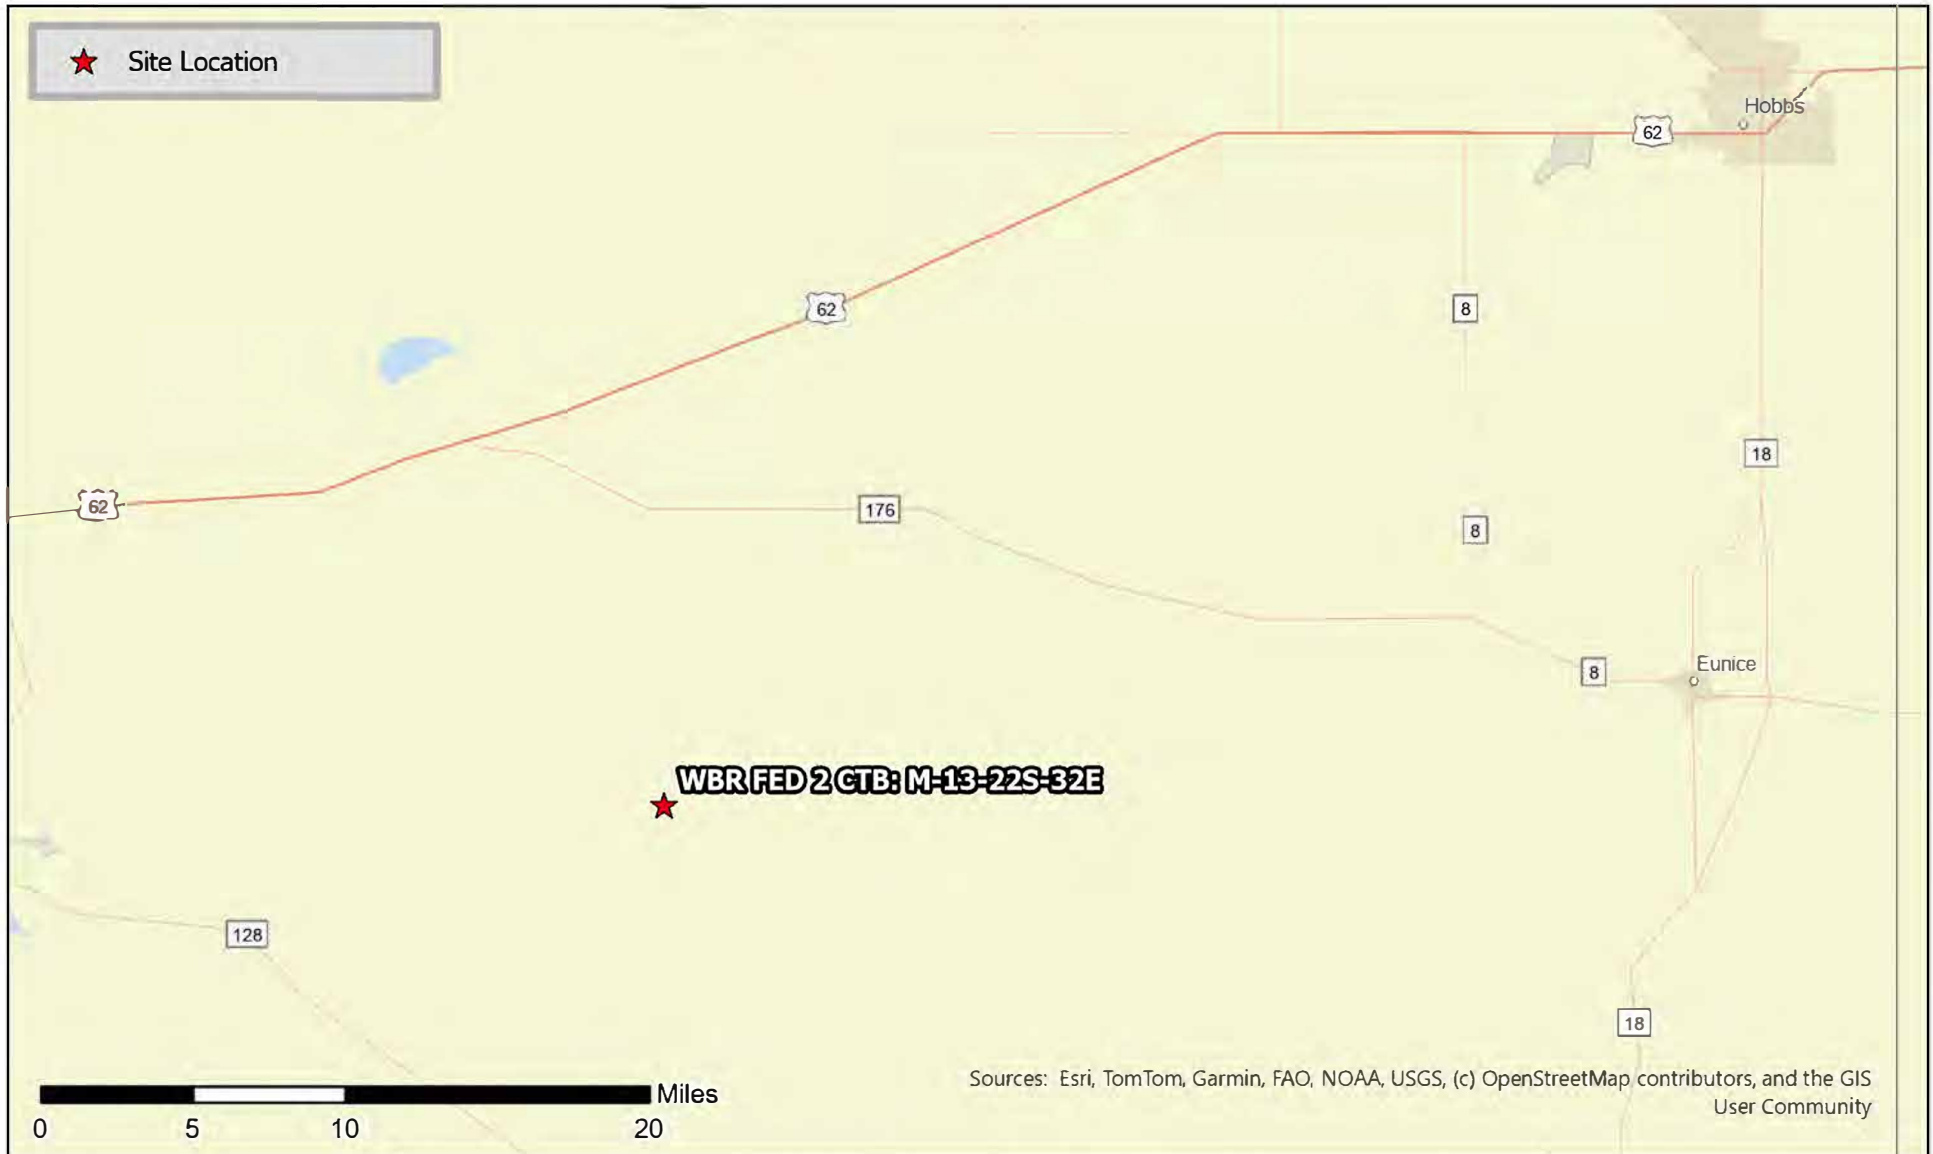 Site Location
Hobbs
62
62
8
18
62
176
8
Eunice
8
WBR FED 2 CTB: M-13-22S-32E
128
18
Miles
0 5 10 20
Sources: Esri, TomTom, Garmin, FAO, NOAA, USGS, (c) OpenStreetMap contributors, and the GIS
User Community